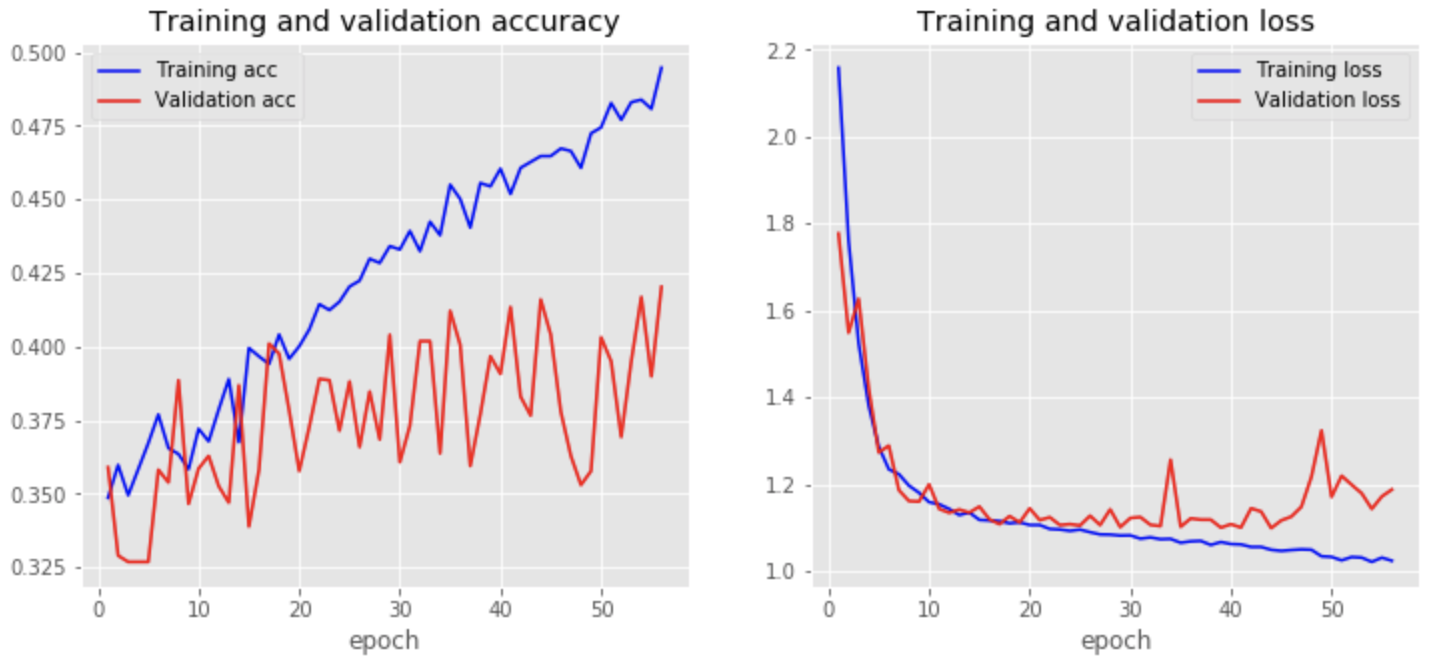 Training and validation accuracy
0.500
0.475
0.450
0.425
0.400
0.375
0.350
0.325
Training acc
Validation acc
0 10 20 30 40 50
epoch
Training and validation loss
2.2
2.0
1.8
1.6
1.4
1.2
1.0
Training loss
Validation loss
0 10 20 30 40 50
epoch